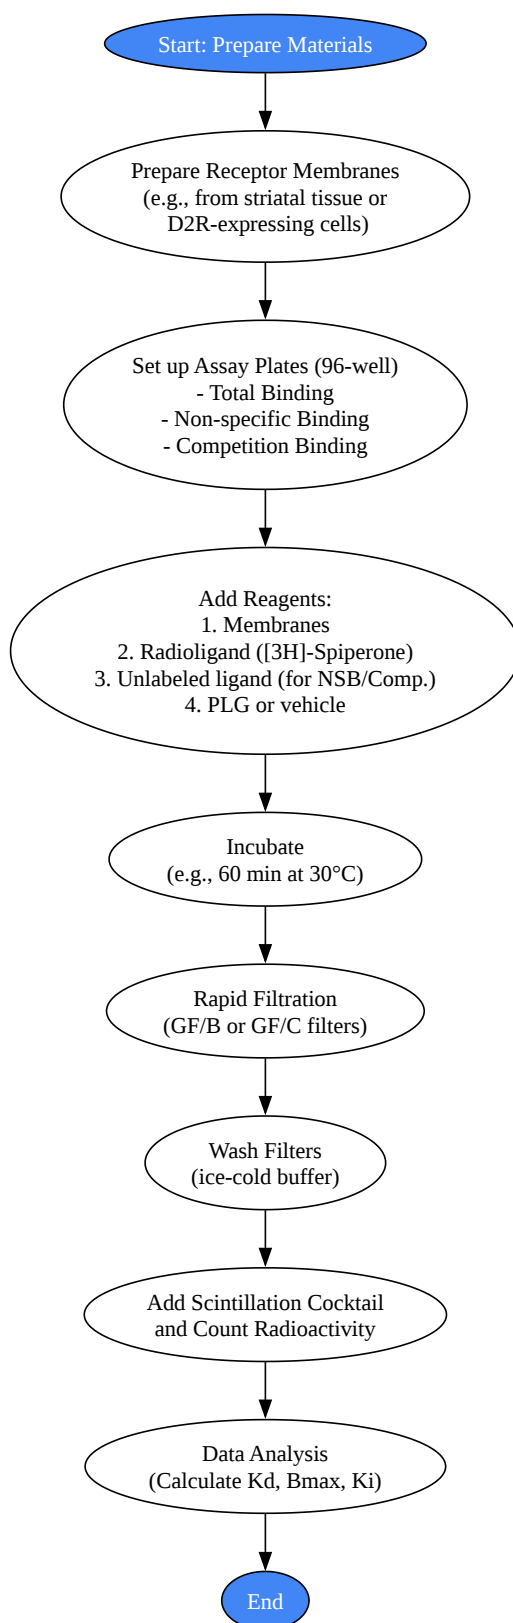 Start: Prepare Materials
Prepare Receptor Membranes
(e.g., from striatal tissue or
D2R-expressing cells)
Set up Assay Plates (96-well)
- Total Binding
- Non-specific Binding
- Competition Binding
Add Reagents:
1. Membranes
2. Radioligand ([3H]-Spiperone)
3. Unlabeled ligand (for NSB/Comp.)
4. PLG or vehicle
Incubate
(e.g., 60 min at 30°C)
Rapid Filtration
(GF/B or GF/C filters)
Wash Filters
(ice-cold buffer)
Add Scintillation Cocktail
and Count Radioactivity
Data Analysis
(Calculate Kd, Bmax, Ki)
End